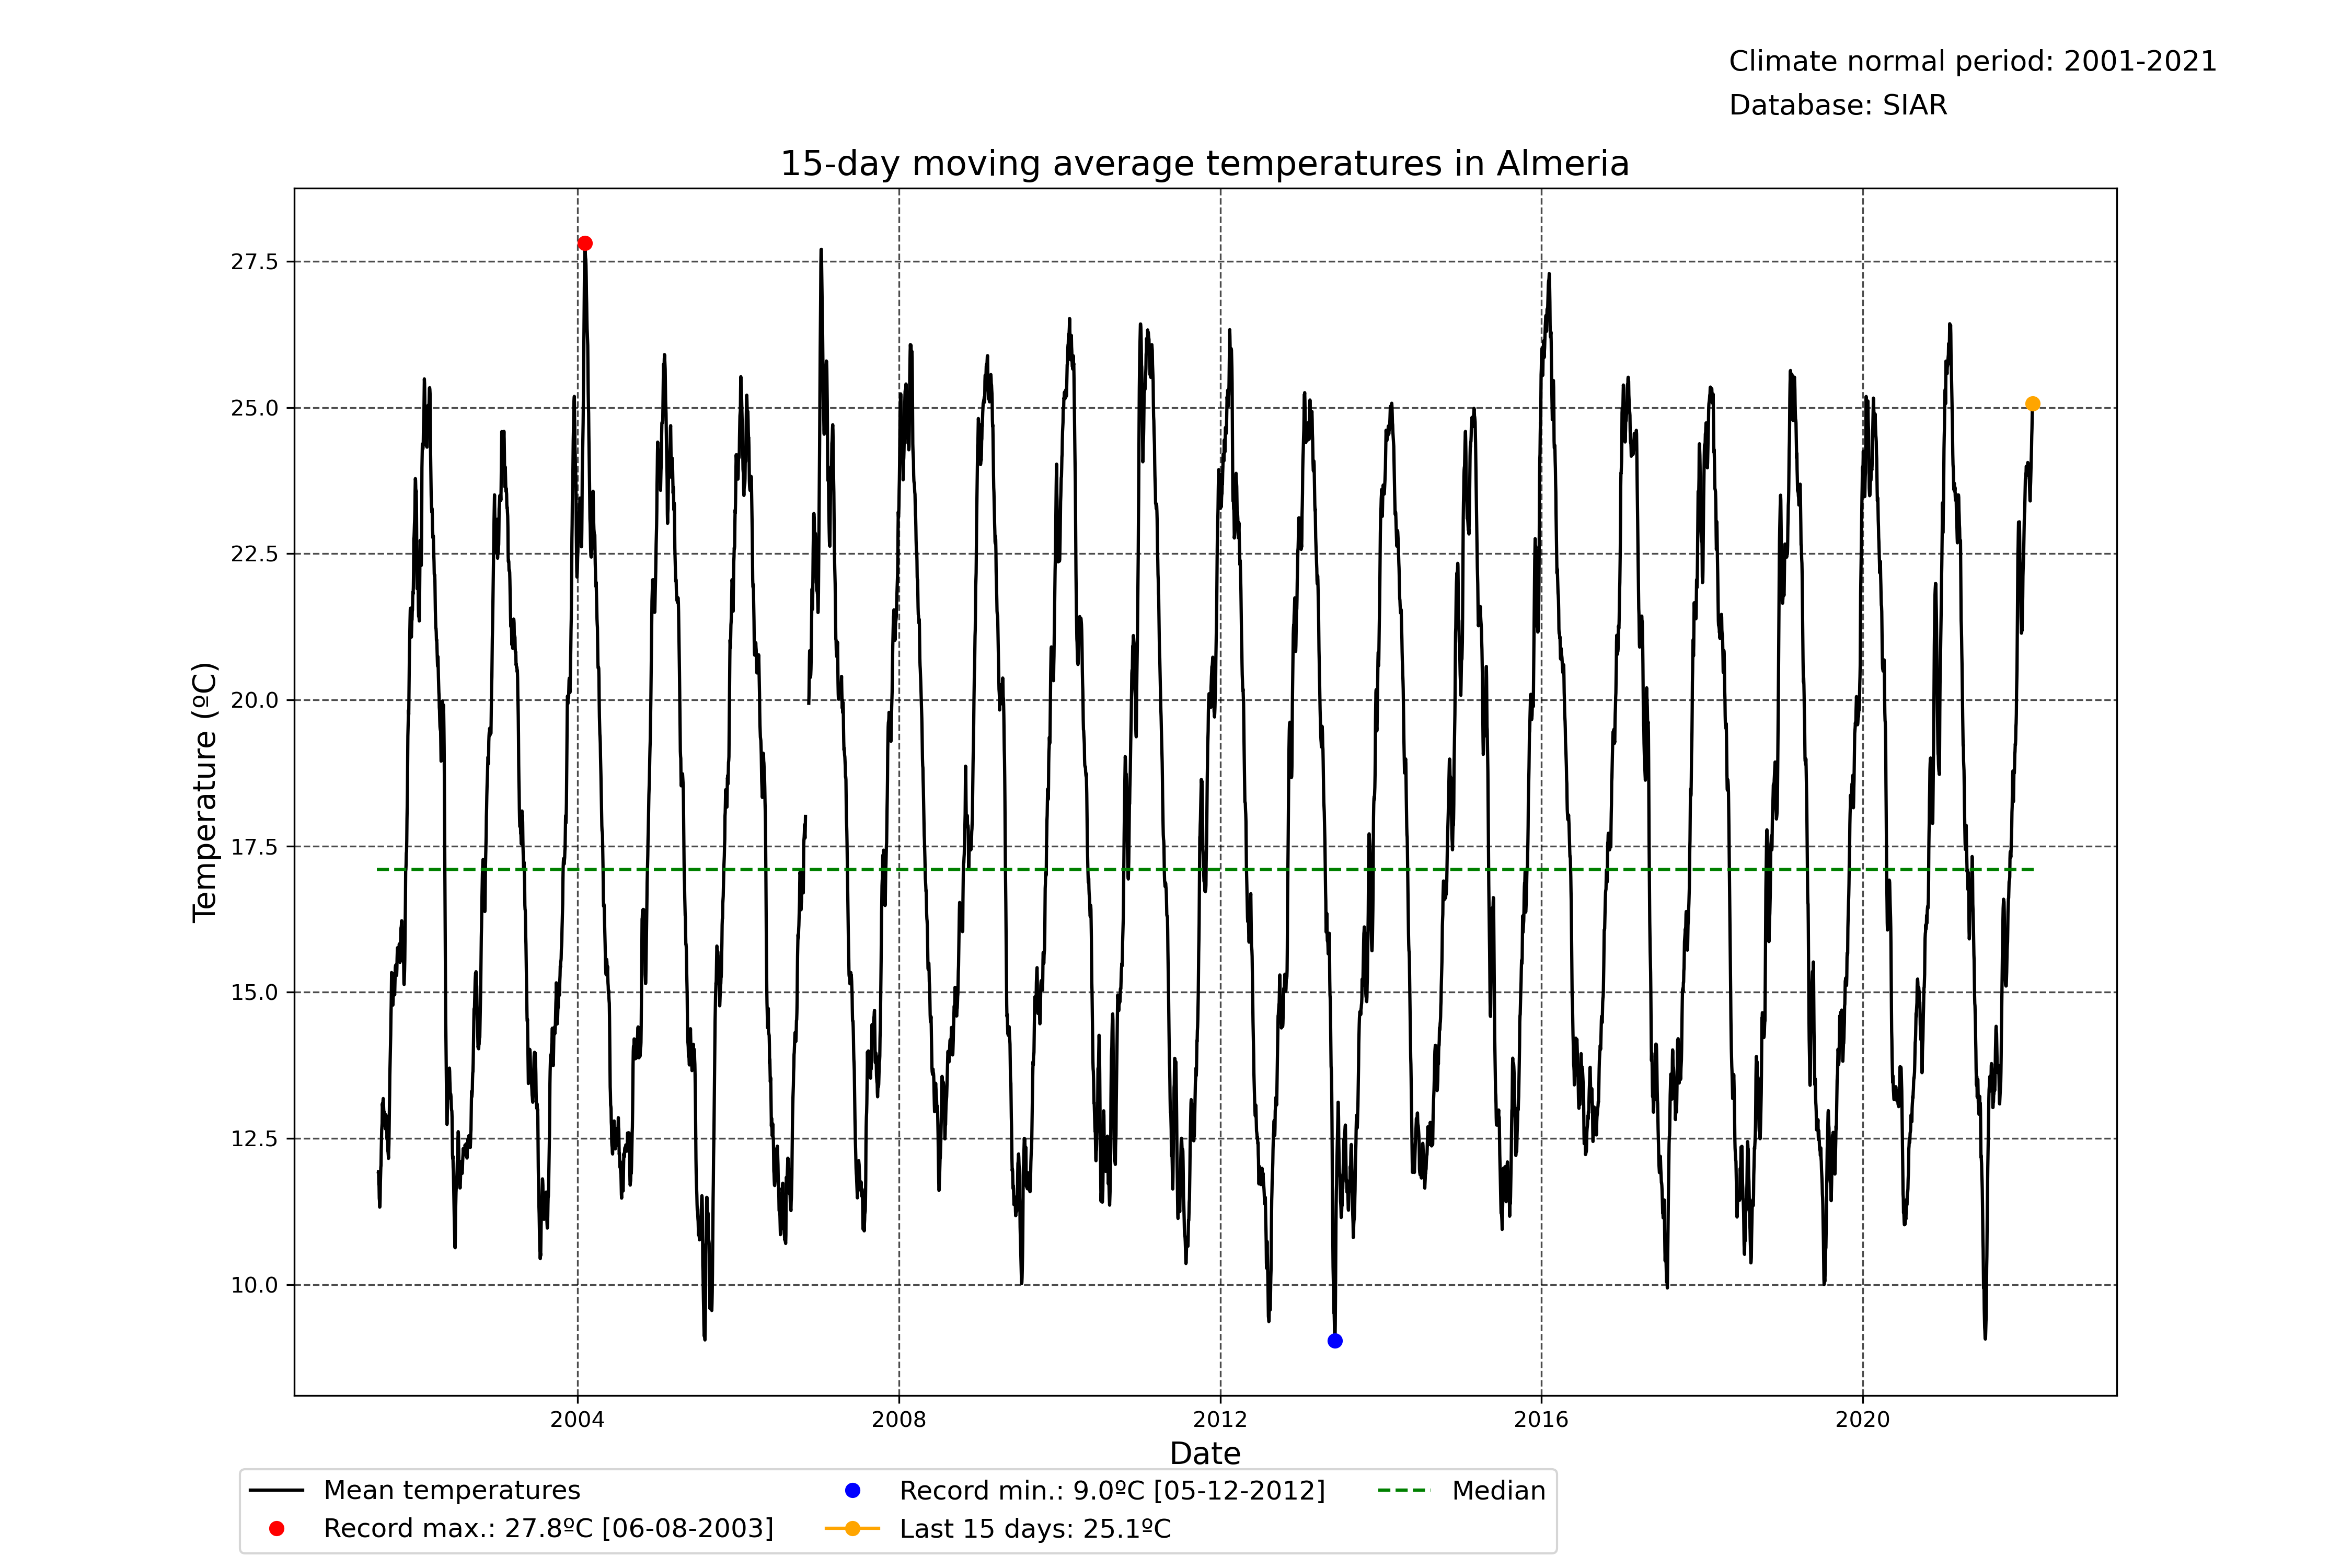 Climate normal period: 2001-2021
Database: SIAR
15-day moving average temperatures in Almeria
27.5
25.0
22.5
20.0
17.5
15.0
12.5
10.0
Temperature (ºC)
2004 2008 2012 2016 2020
Date
Mean temperatures
Record max.: 27.8ºC [06-08-2003]
Record min.: 9.0ºC [05-12-2012]
Last 15 days: 25.1ºC
Median